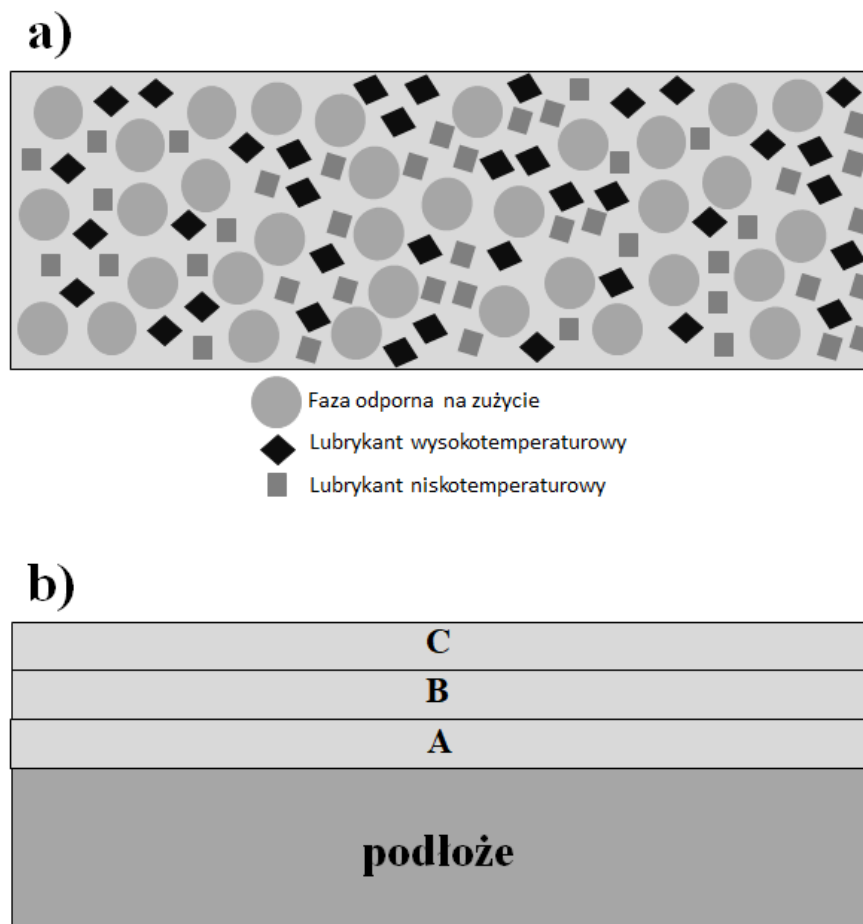 a)
Faza odporna na zużycie
Lubrykant wysokotemperaturowy
Lubrykant niskotemperaturowy
b)
C
B
A
podłoże